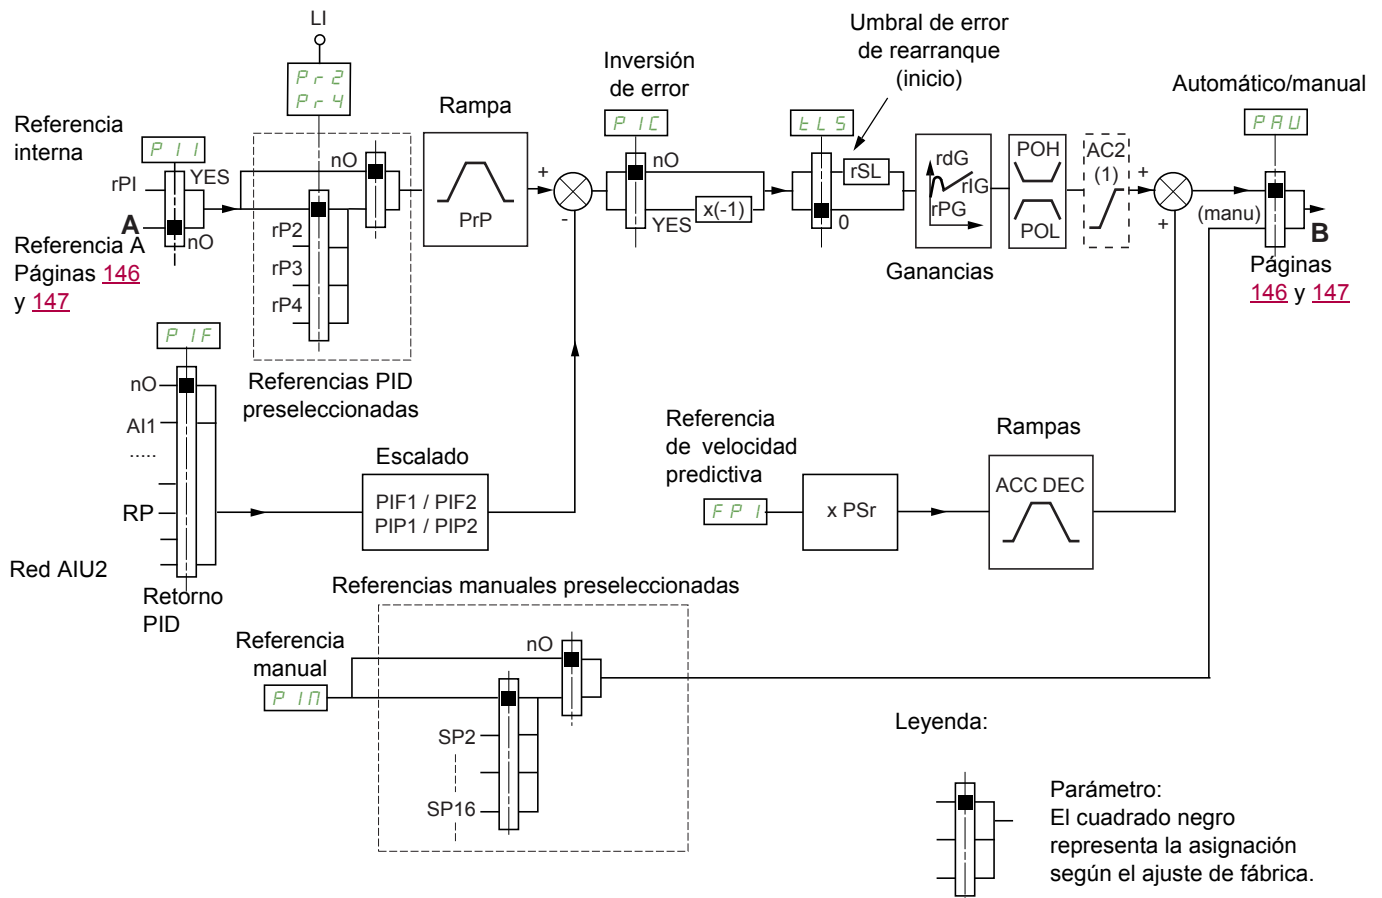 LI
Pr2
Pr4
Referencia
interna
PII
YES
rPI
A
nO
Referencia A
Páginas 146
y 147
nO
rP2
rP3
rP4
Referencias PID
preseleccionadas
Rampa
PrP
+
-
Inversión
de error
PIC
nO
YES
x(-1)
Umbral de error
de rearranque
(inicio)
tLS
rSL
0
rdG
rIG
rPG
Ganancias
POH
POL
AC2
(1)
+
+
Automático/manual
PAU
(manu)
B
Páginas
146 y 147
PIF
nO
AI1
.....
RP
Red AIU2
Retorno
PID
Escalado
PIF1 / PIF2
PIP1 / PIP2
Referencia
de velocidad
predictiva
FPI
x PSr
Rampas
ACC DEC
Referencias manuales preseleccionadas
Referencia
manual
PIM
nO
SP2
SP16
Leyenda:
Parámetro:
El cuadrado negro
representa la asignación
según el ajuste de fábrica.